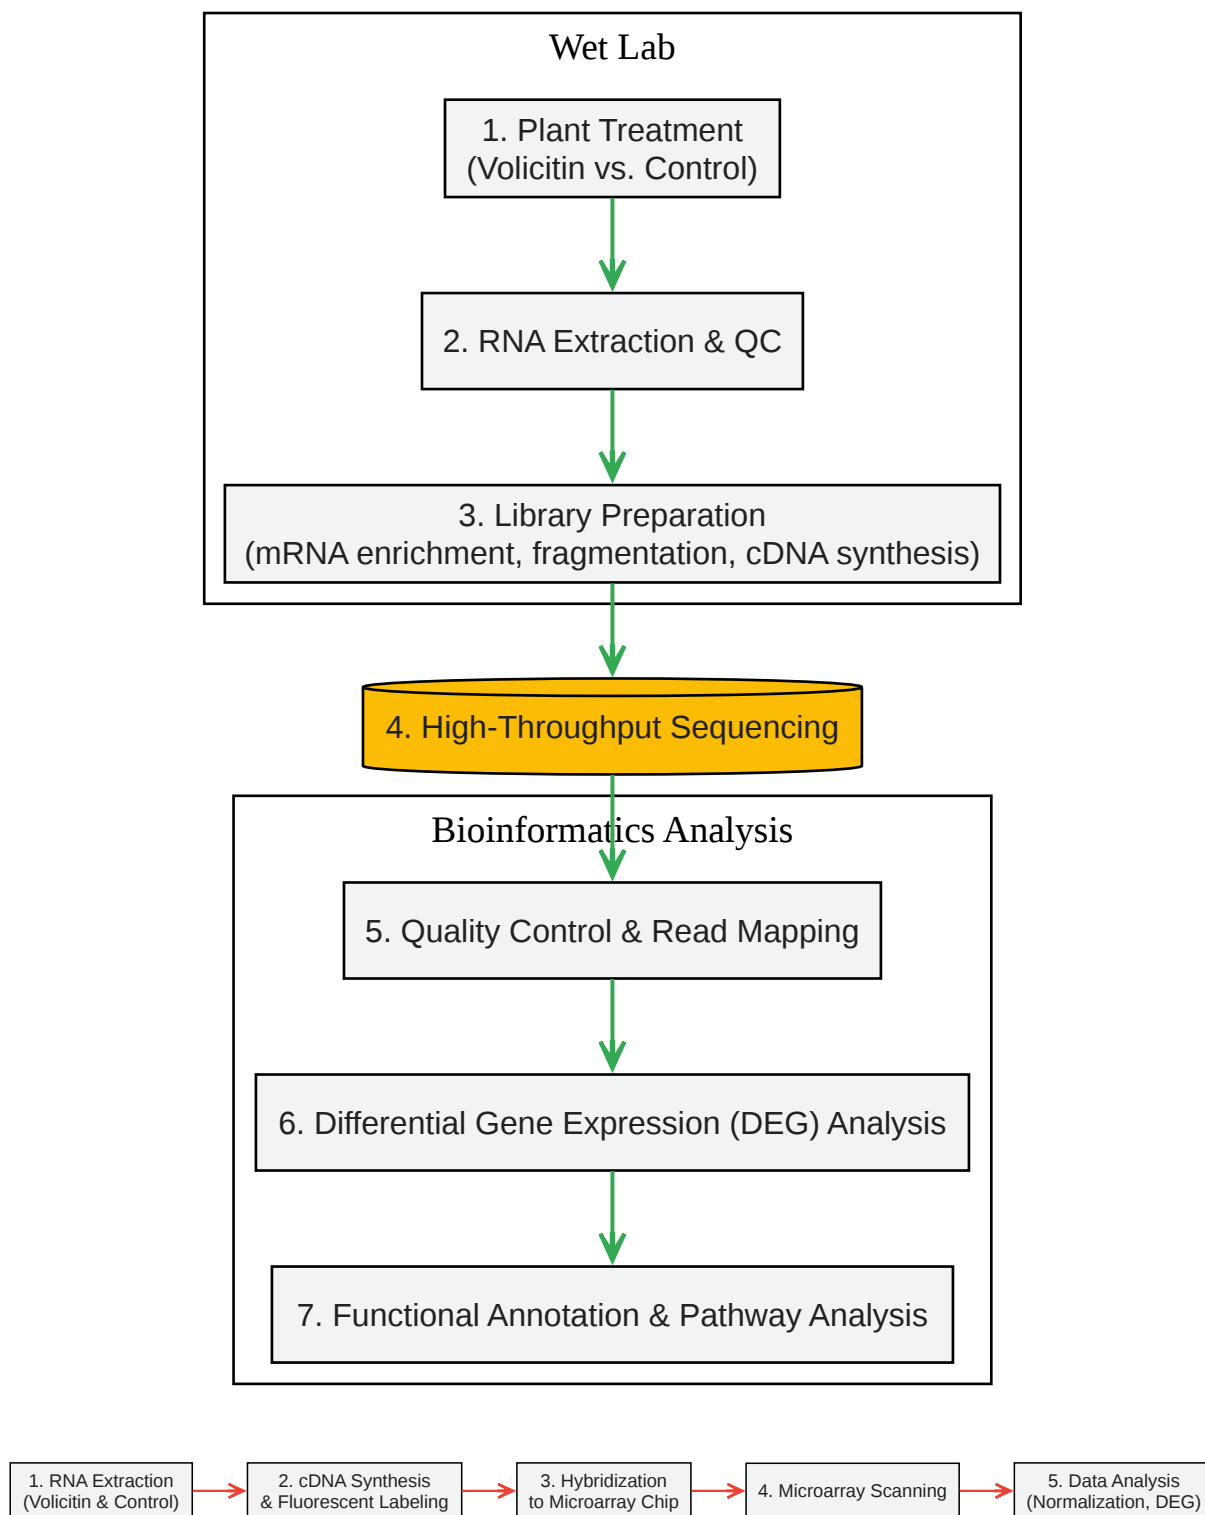 Wet Lab
1. Plant Treatment
(Volicitin vs. Control)
2. RNA Extraction & QC
3. Library Preparation
(mRNA enrichment, fragmentation, cDNA synthesis)
4. High-Throughput Sequencing
Bioinformatics Analysis
5. Quality Control & Read Mapping
6. Differential Gene Expression (DEG) Analysis
7. Functional Annotation & Pathway Analysis
1. RNA Extraction
(Volicitin & Control)
2. cDNA Synthesis
& Fluorescent Labeling
3. Hybridization
to Microarray Chip
4. Microarray Scanning
5. Data Analysis
(Normalization, DEG)